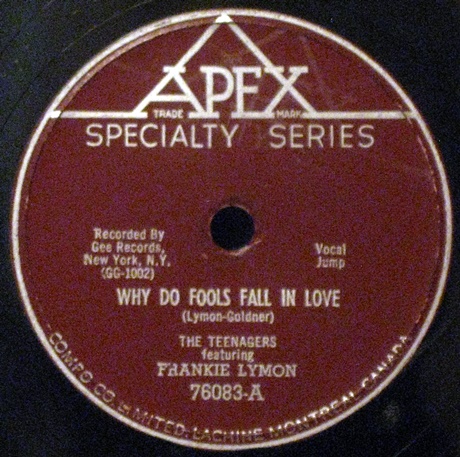 APEX
TRADE MARK
SPECIALTY SERIES
Recorded By
Gee Records,
New York, N.Y.
(GG-1002)
Vocal
Jump
WHY DO FOOLS FALL IN LOVE
(Lymon-Goldner)
THE TEENAGERS
featuring
FRANKIE LYMON
76083-A
COMPO CO. LIMITED. LACHINE MONTREAL CANADA